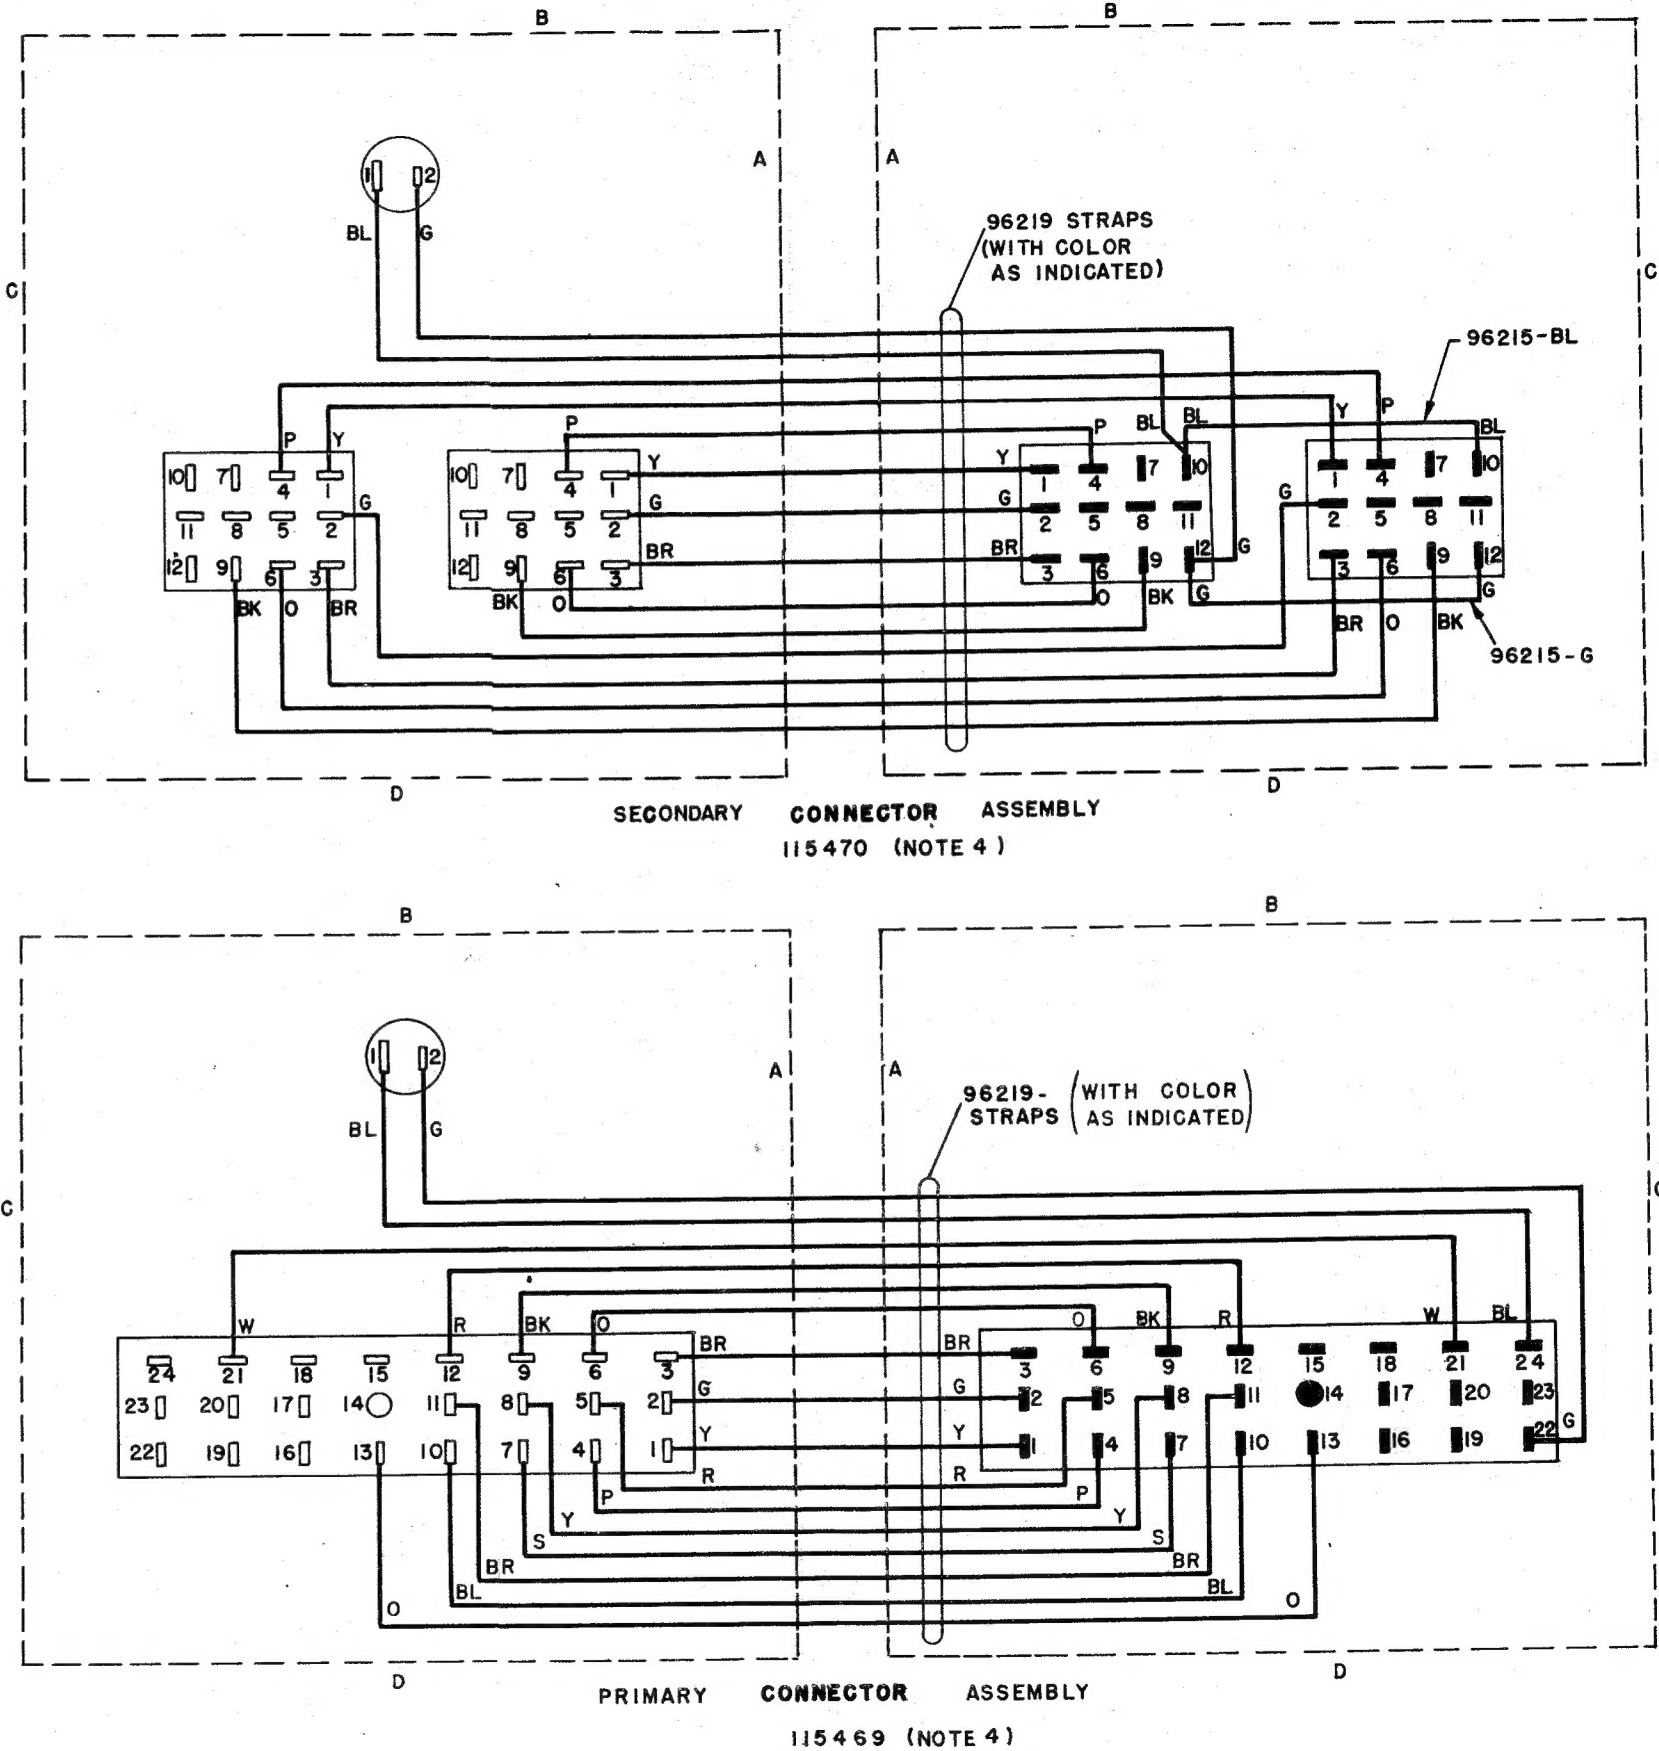 B B
A A
C C
1 2
BL G
96219 STRAPS
(WITH COLOR
AS INDICATED)
96215-BL
P Y P P Y P
BL BL BL
10 7 4 1 G
10 7 4 1 Y
Y 1 4 7 10
1 4 7 10
11 8 5 2
11 8 5 2 G
G 2 5 8 11
G 2 5 8 11
12 9 6 3
12 9 6 3 BR
BR 3 6 9 12 G
3 6 9 12
BK O BR
BK O
O BK G
BR O BK G
96215-G
D D
SECONDARY CONNECTOR ASSEMBLY
115470 (NOTE 4)
B B
A A
C
1 2
BL G
96219- (WITH COLOR
STRAPS AS INDICATED)
W R BK O BR
BR O BK R W BL
24 21 18 15 12 9 6 3
3 6 9 12 15 18 21 24
23 20 17 14 11 8 5 2 G
G 2 5 8 11 14 17 20 23
22 19 16 13 10 7 4 1 Y
Y 1 4 7 10 13 16 19 22 G
R R
P P
Y Y
S S
BR BR
BL BL
O O
D D
PRIMARY CONNECTOR ASSEMBLY
115469 (NOTE 4)